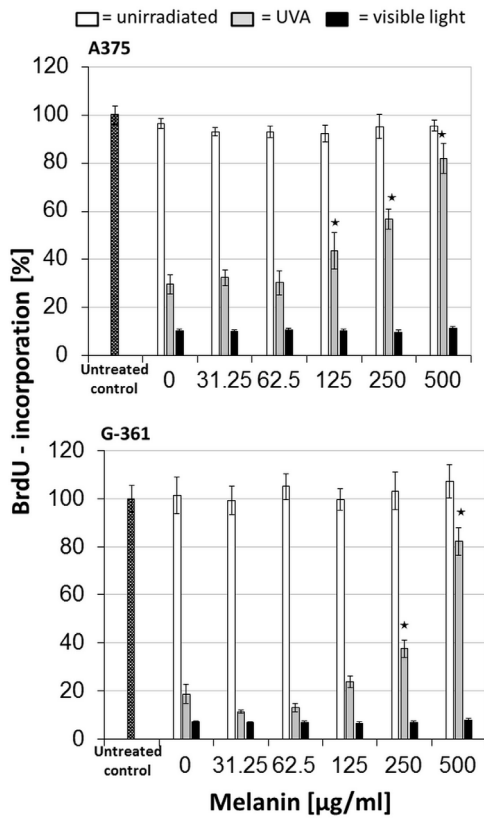 = unirradiated = UVA = visible light
A375
120
100
80
60
40
20
0
Untreated
control
0 31.25 62.5 125 250 500
BrdU - incorporation [%]
G-361
120
100
80
60
40
20
0
Untreated
control
0 31.25 62.5 125 250 500
Melanin [µg/ml]